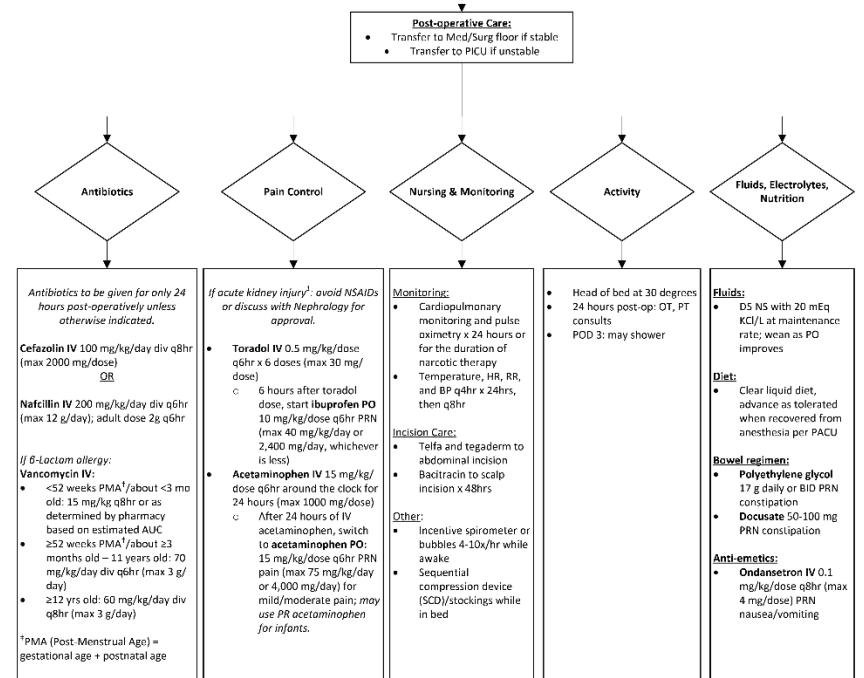 Post-operative Care:
• Transfer to Med/Surg floor if stable
• Transfer to PICU if unstable
Antibiotics
Pain Control
Nursing & Monitoring
Activity
Fluids, Electrolytes,
Nutrition
Antibiotics to be given for only 24
hours post-operatively unless
otherwise indicated.
Cefazolin IV 100 mg/kg/day div q8hr
(max 2000 mg/dose)
OR
Nafcillin IV 200 mg/kg/day div q6hr
(max 12 g/day); adult dose 2g q6hr
If β-Lactam allergy:
Vancomycin IV:
• <52 weeks PMA‡/about <3 mo
old: 15 mg/kg q8hr or as
determined by pharmacy
based on estimated AUC
• ≥52 weeks PMA‡/about ≥3
months old – 11 years old: 70
mg/kg/day div q6hr (max 3 g/
day)
• ≥12 yrs old: 60 mg/kg/day div
q8hr (max 3 g/day)
‡PMA (Post-Menstrual Age) =
gestational age + postnatal age
If acute kidney injury1: avoid NSAIDs
or discuss with Nephrology for
approval.
• Toradol IV 0.5 mg/kg/dose
q6hr x 6 doses (max 30 mg/
dose)
○ 6 hours after toradol
dose, start ibuprofen PO
10 mg/kg/dose q6hr PRN
(max 40 mg/kg/day or
2,400 mg/day, whichever
is less)
• Acetaminophen IV 15 mg/kg/
dose q6hr around the clock for
24 hours (max 1000 mg/dose)
○ After 24 hours of IV
acetaminophen, switch
to acetaminophen PO:
15 mg/kg/dose q6hr PRN
pain (max 75 mg/kg/day
or 4,000 mg/day) for
mild/moderate pain; may
use PR acetaminophen
for infants.
Monitoring:
• Cardiopulmonary
monitoring and pulse
oximetry x 24 hours or
for the duration of
narcotic therapy
• Temperature, HR, RR,
and BP q4hr x 24hrs,
then q8hr
Incision Care:
• Telfa and tegaderm to
abdominal incision
• Bacitracin to scalp
incision x 48hrs
Other:
• Incentive spirometer or
bubbles 4-10x/hr while
awake
• Sequential
compression device
(SCD)/stockings while
in bed
• Head of bed at 30 degrees
• 24 hours post-op: OT, PT
consults
• POD 3: may shower
Fluids:
• D5 NS with 20 mEq
KCl/L at maintenance
rate; wean as PO
improves
Diet:
• Clear liquid diet,
advance as tolerated
when recovered from
anesthesia per PACU
Bowel regimen:
• Polyethylene glycol
17 g daily or BID PRN
constipation
• Docusate 50-100 mg
PRN constipation
Anti-emetics:
• Ondansetron IV 0.1
mg/kg/dose q8hr (max
4 mg/dose) PRN
nausea/vomiting